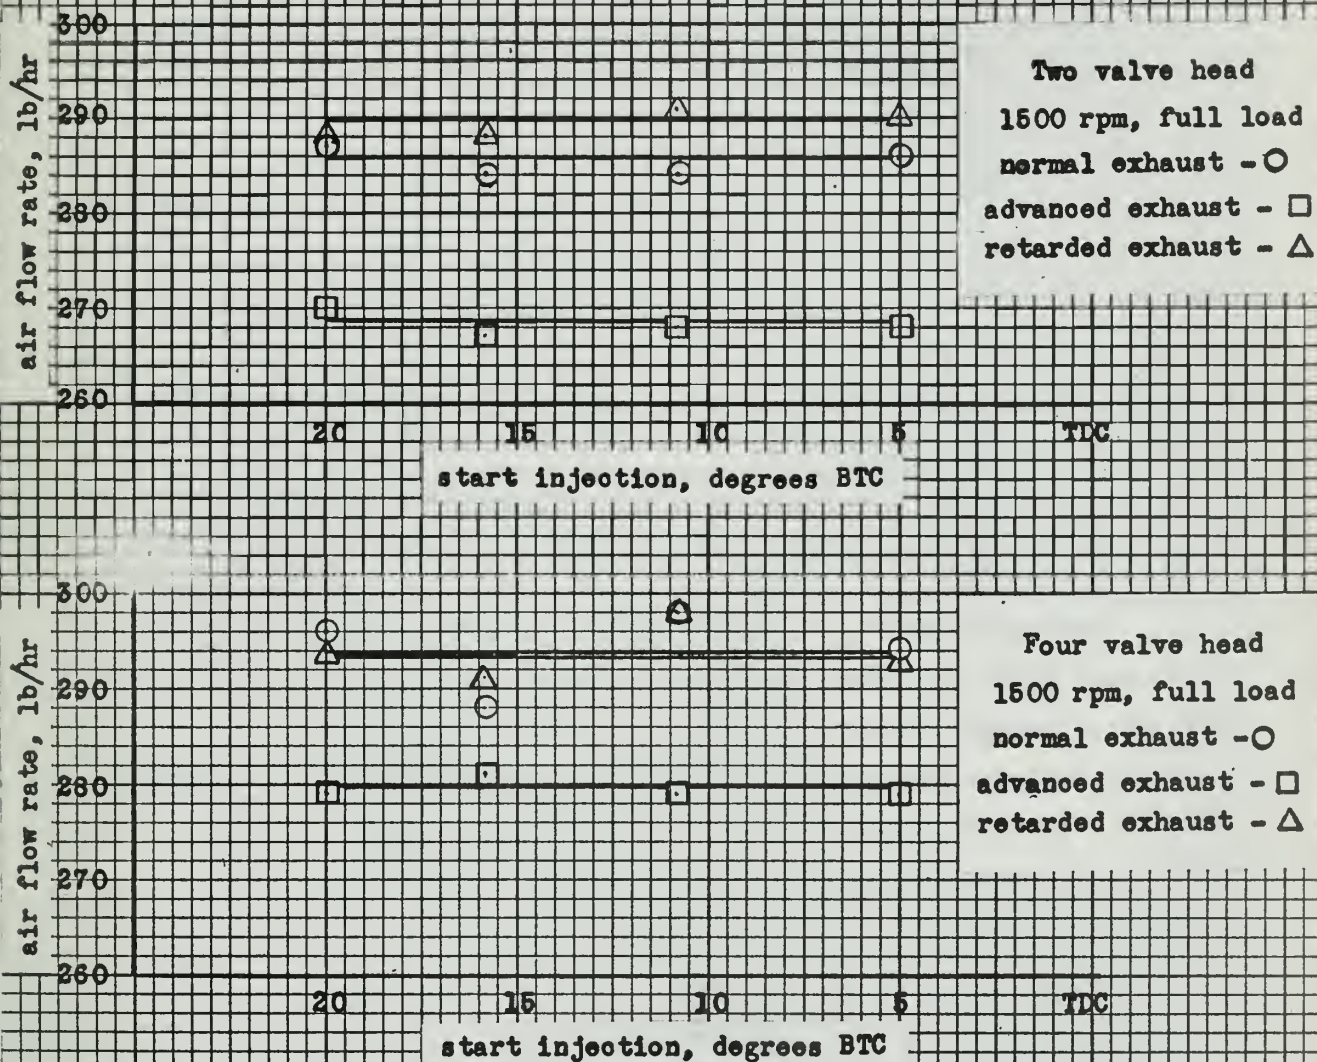 300
290
280
270
260
air flow rate, lb/hr
20 15 10 5 TDC
start injection, degrees BTC
Two valve head
1500 rpm, full load
normal exhaust - O
advanced exhaust - □
retarded exhaust - △
300
290
280
270
260
air flow rate, lb/hr
20 15 10 5 TDC
start injection, degrees BTC
Four valve head
1500 rpm, full load
normal exhaust -O
advanced exhaust - □
retarded exhaust - △